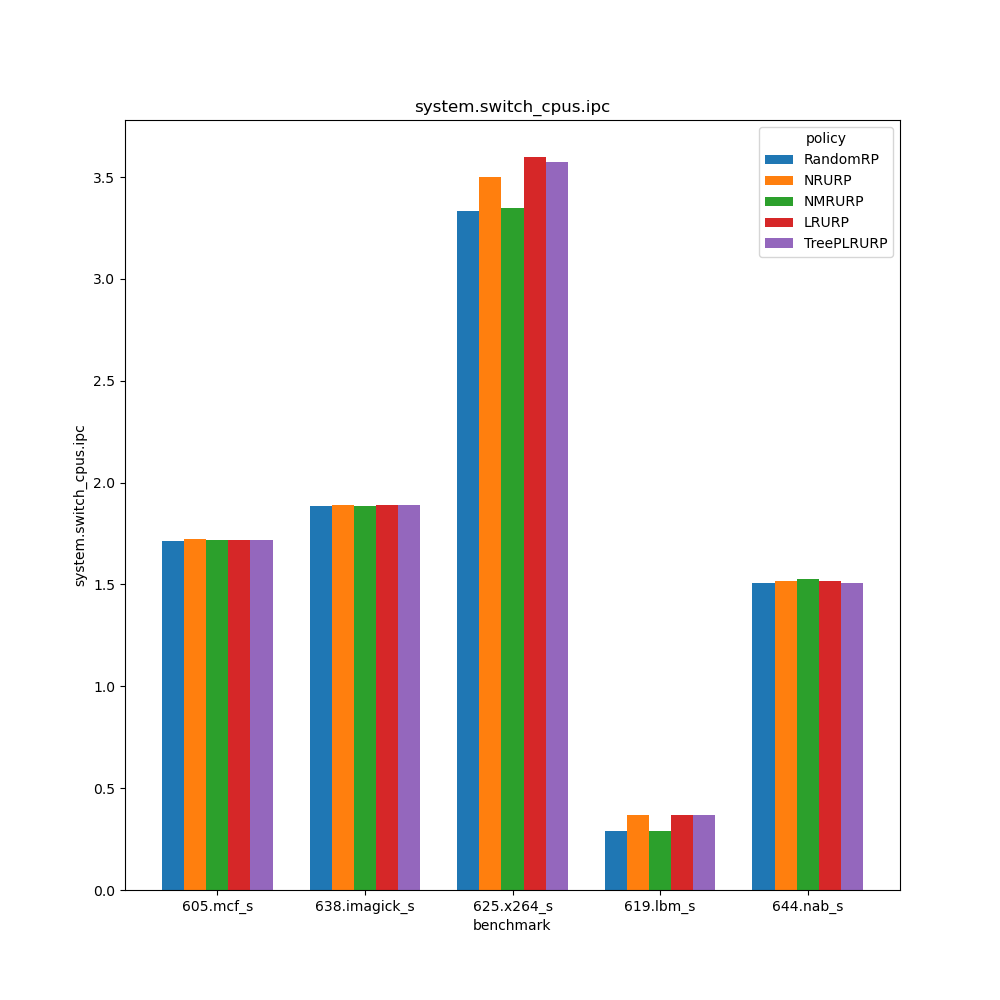 system.switch_cpus.ipc
policy
RandomRP
NRURP
NMRURP
LRURP
TreePLRURP
system.switch_cpus.ipc
3.5
3.0
2.5
2.0
1.5
1.0
0.5
0.0
605.mcf_s 638.imagick_s 625.x264_s 619.lbm_s 644.nab_s
benchmark